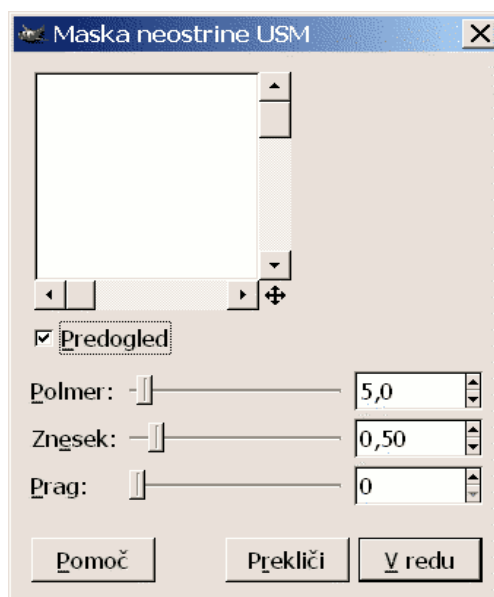 Maska neostrine USM
Predogled
Polmer: 5,0
Znesek: 0,50
Prag: 0
Pomoč Prekliči V redu